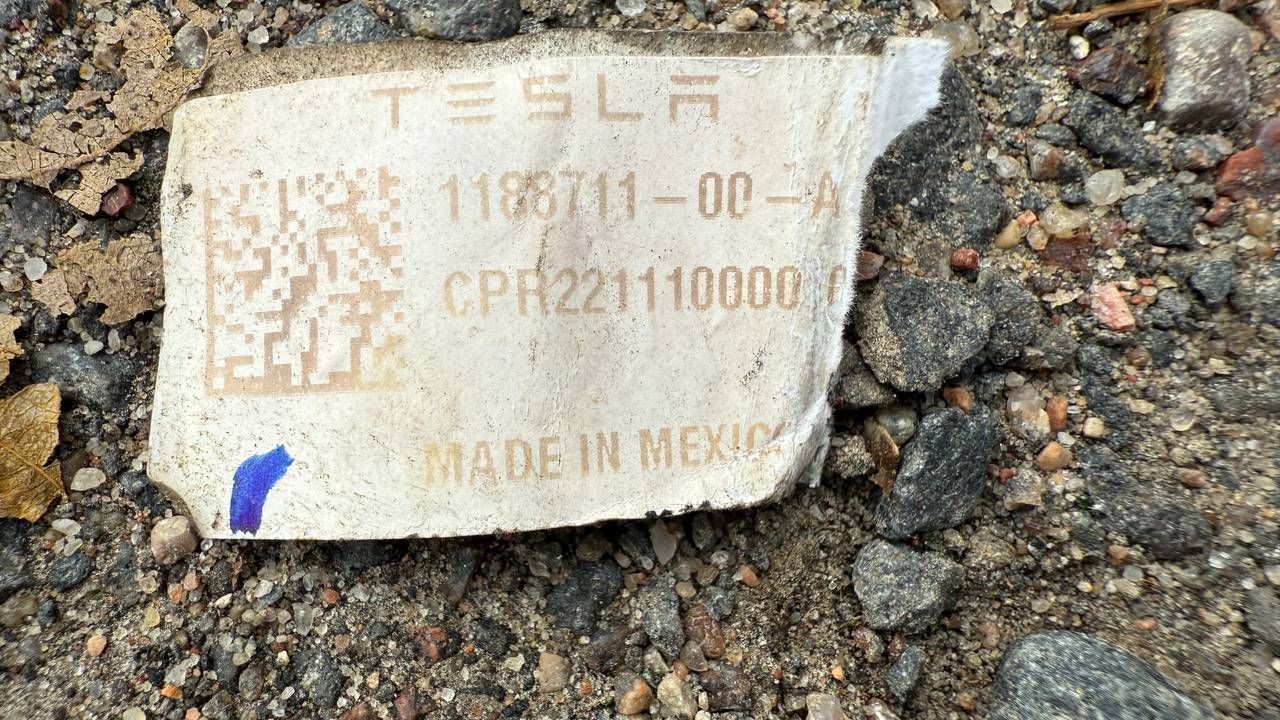 TESLA
1188711-00-A
CPR221110000
MADE IN MEXICO